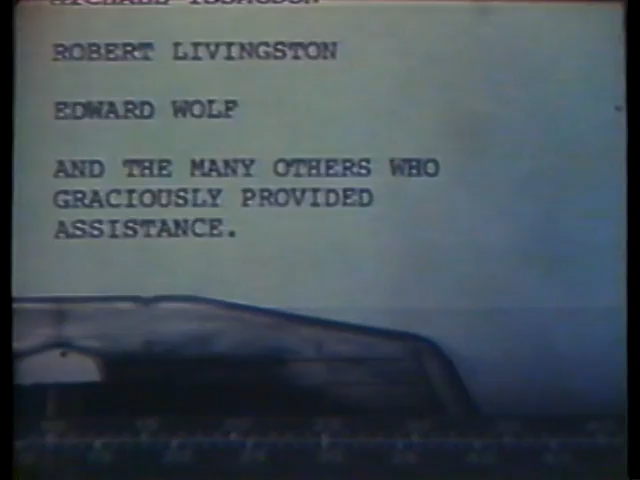 ROBERT LIVINGSTON
EDWARD WOLF
AND THE MANY OTHERS WHO
GRACIOUSLY PROVIDED
ASSISTANCE.